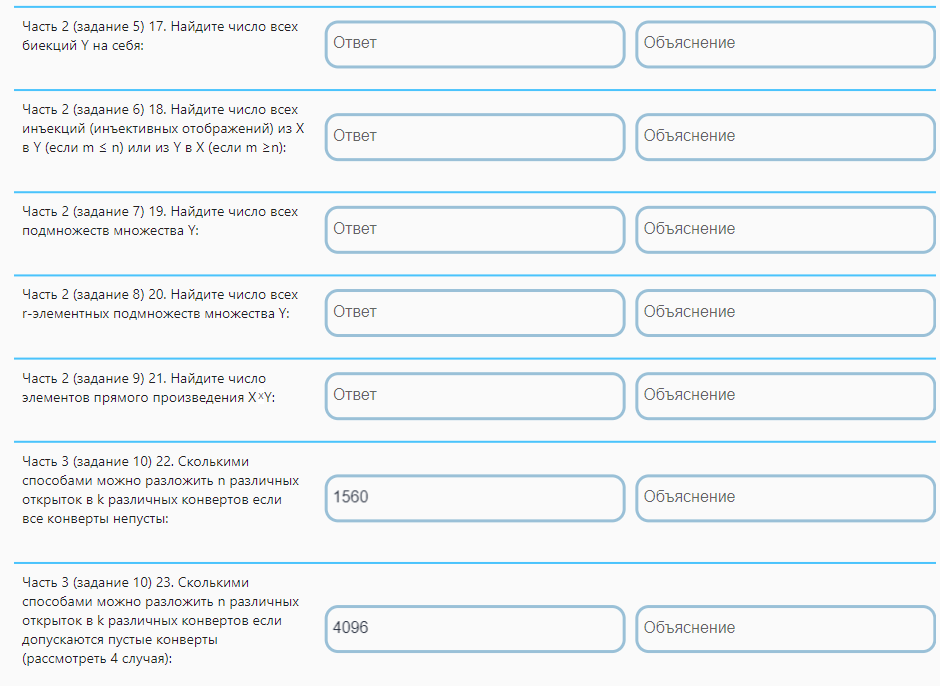 Часть 2 (задание 5) 17. Найдите число всех
биекций Y на себя:
Ответ
Объяснение
Часть 2 (задание 6) 18. Найдите число всех
инъекций (инъективных отображений) из X
в Y (если m ≤ n) или из Y в X (если m ≥n):
Ответ
Объяснение
Часть 2 (задание 7) 19. Найдите число всех
подмножеств множества Y:
Ответ
Объяснение
Часть 2 (задание 8) 20. Найдите число всех
r-элементных подмножеств множества Y:
Ответ
Объяснение
Часть 2 (задание 9) 21. Найдите число
элементов прямого произведения XˣY:
Ответ
Объяснение
Часть 3 (задание 10) 22. Сколькими
способами можно разложить n различных
открыток в k различных конвертов если
все конверты непусты:
1560
Объяснение
Часть 3 (задание 10) 23. Сколькими
способами можно разложить n различных
открыток в k различных конвертов если
допускаются пустые конверты
(рассмотреть 4 случая):
4096
Объяснение